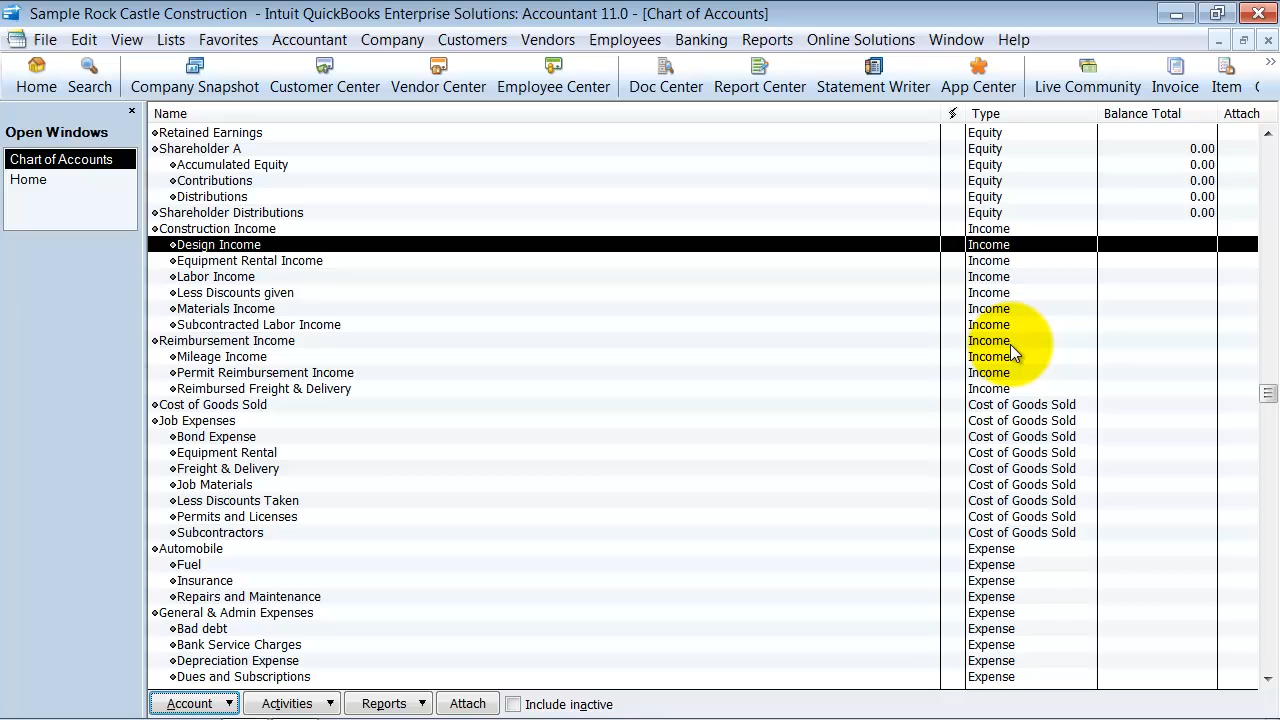 Sample Rock Castle Construction - Intuit QuickBooks Enterprise Solutions: Accountant 11.0 - [Chart of Accounts]
File Edit View Lists Favorites Accountant Company Customers Vendors Employees Banking Reports Online Solutions Window Help
Home Search Company Snapshot Customer Center Vendor Center Employee Center Doc Center Report Center Statement Writer App Center Live Community Invoice Item
Open Windows
Chart of Accounts
Home
Name Type Balance Total Attach
Retained Earnings Equity
Shareholder A Equity 0.00
Accumulated Equity Equity 0.00
Contributions Equity 0.00
Distributions Equity 0.00
Shareholder Distributions Equity 0.00
Construction Income Income
Design Income Income
Equipment Rental Income Income
Labor Income Income
Less Discounts given Income
Materials Income Income
Subcontracted Labor Income Income
Reimbursement Income Income
Mileage Income Income
Permit Reimbursement Income Income
Reimbursed Freight & Delivery Income
Cost of Goods Sold Cost of Goods Sold
Job Expenses Cost of Goods Sold
Bond Expense Cost of Goods Sold
Equipment Rental Cost of Goods Sold
Freight & Delivery Cost of Goods Sold
Job Materials Cost of Goods Sold
Less Discounts Taken Cost of Goods Sold
Permits and Licenses Cost of Goods Sold
Subcontractors Cost of Goods Sold
Automobile Expense
Fuel Expense
Insurance Expense
Repairs and Maintenance Expense
General & Admin Expenses Expense
Bad debt Expense
Bank Service Charges Expense
Depreciation Expense Expense
Dues and Subscriptions Expense
Account Activities Reports Attach Include inactive